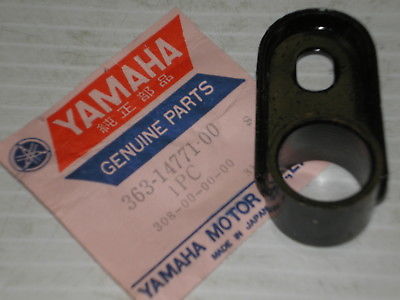 YAMAHA
純正部品
GENUINE PARTS
363-14771-00
1PC
308-00-00-00
S
3
YAMAHA MOTOR
MADE IN JAPAN